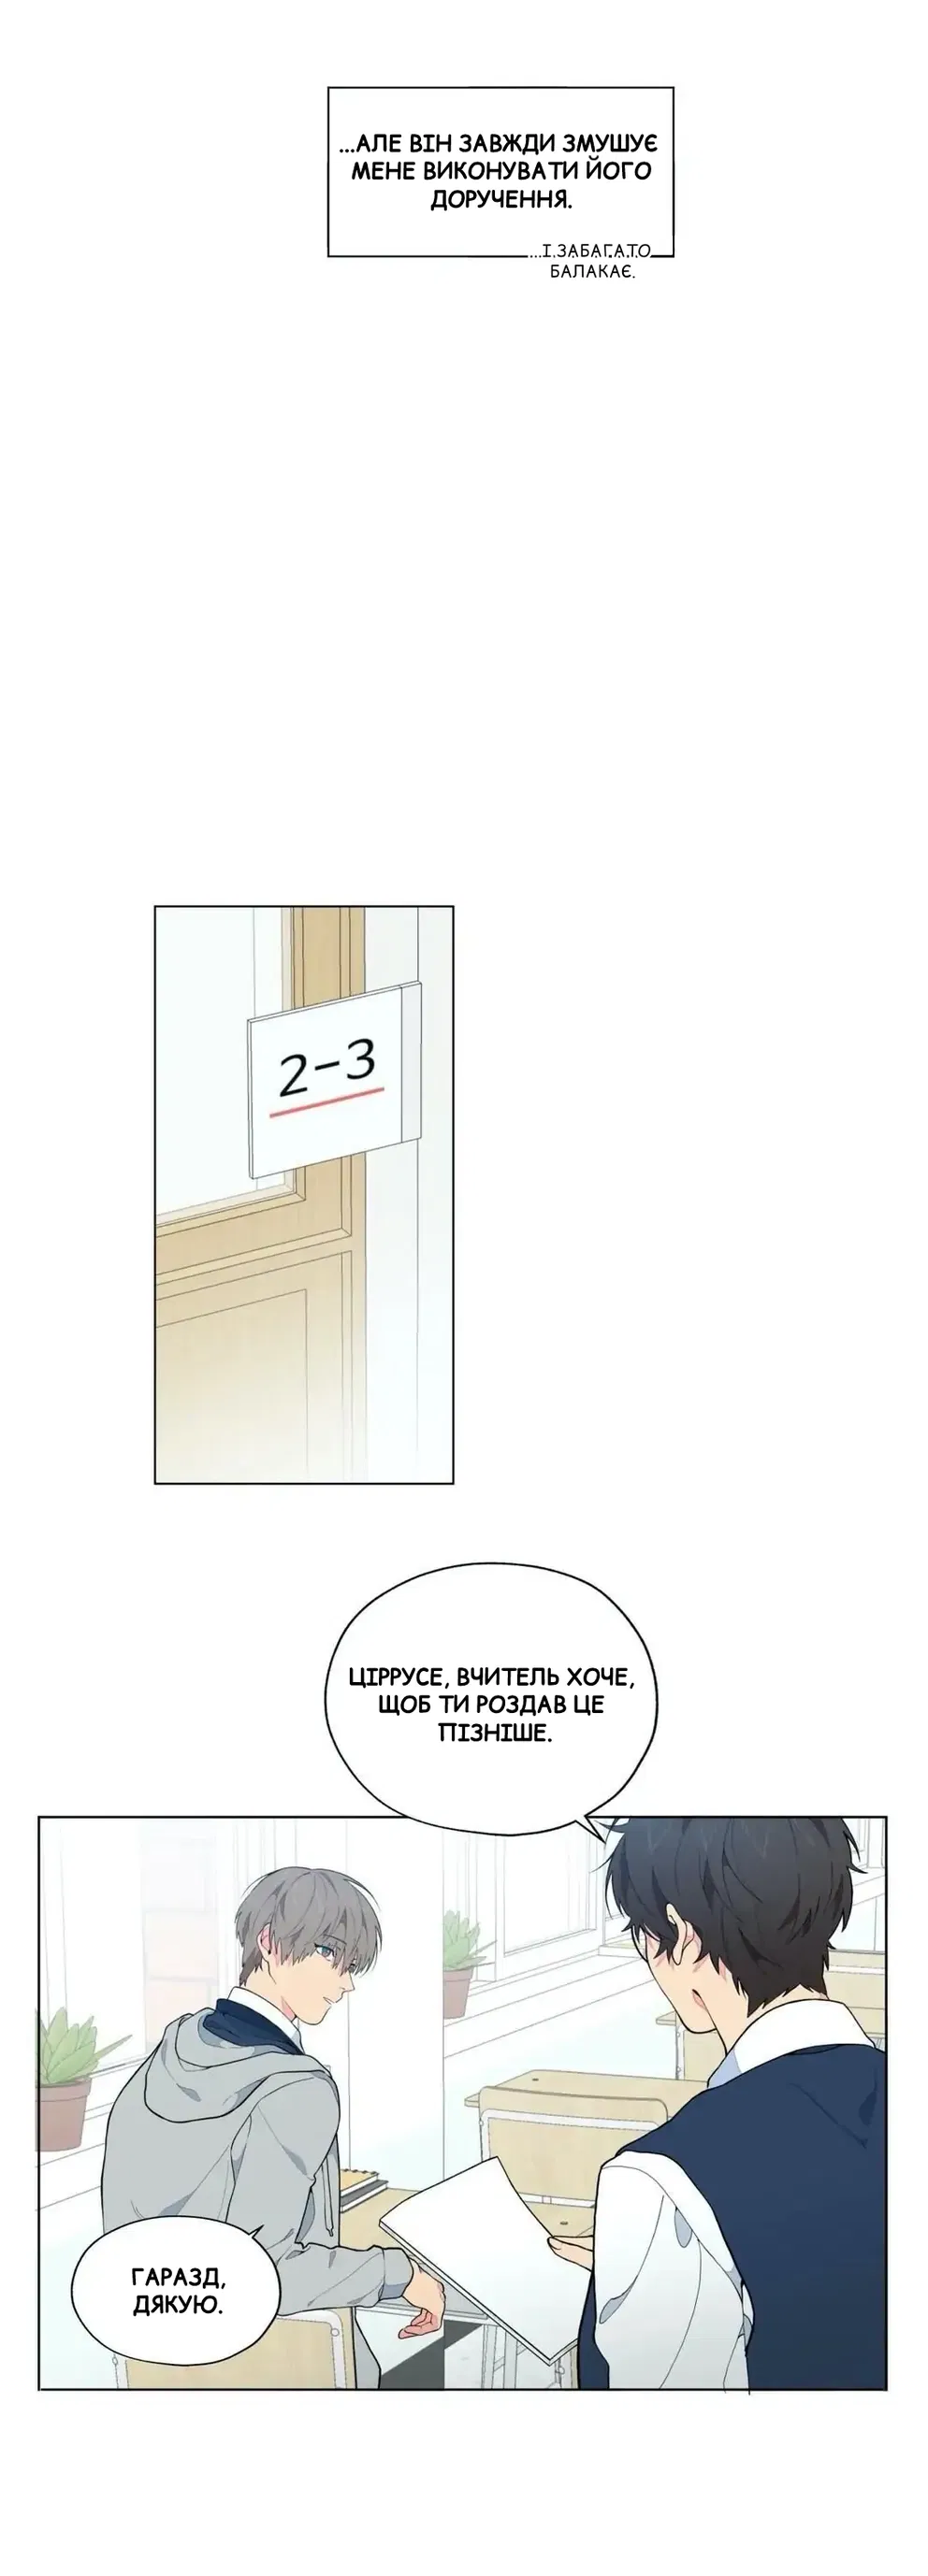 ...АЛЕ ВІН ЗАВЖДИ ЗМУШУЄ
МЕНЕ ВИКОНУВАТИ ЙОГО
ДОРУЧЕННЯ.
...І ЗАБАГАТО
БАЛАКАЄ.
2-3
ЦІРРУСЕ, ВЧИТЕЛЬ ХОЧЕ,
ЩОБ ТИ РОЗДАВ ЦЕ
ПІЗНІШЕ.
ГАРАЗД,
ДЯКУЮ.